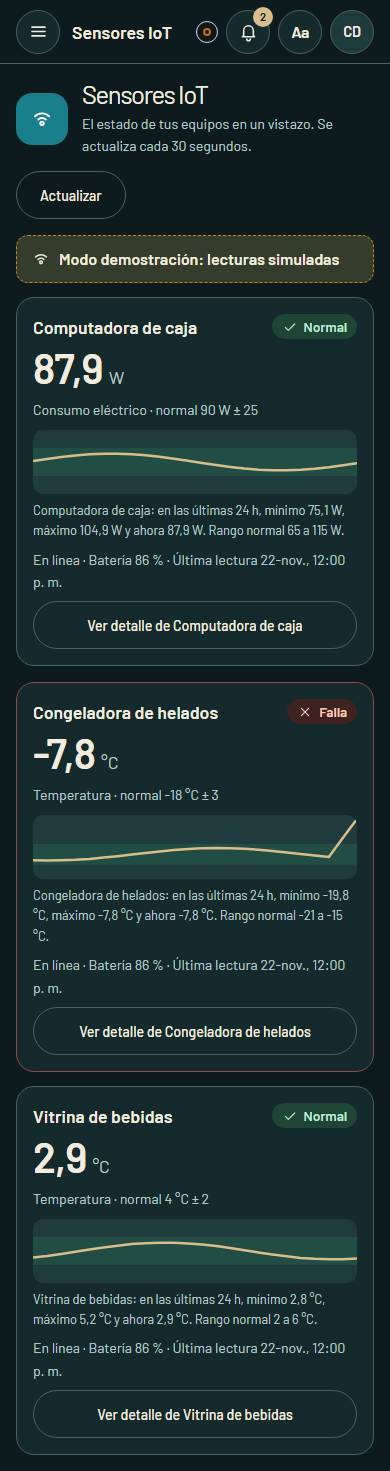 Sensores IoT
2
Aa
CD
Sensores IoT
El estado de tus equipos en un vistazo. Se
actualiza cada 30 segundos.
Actualizar
Modo demostración: lecturas simuladas
Computadora de caja
Normal
87,9 W
Consumo eléctrico · normal 90 W ± 25
Computadora de caja: en las últimas 24 h, mínimo 75,1 W,
máximo 104,9 W y ahora 87,9 W. Rango normal 65 a 115 W.
En línea · Batería 86 % · Última lectura 22-nov., 12:00
p. m.
Ver detalle de Computadora de caja
Congeladora de helados
Falla
-7,8 °C
Temperatura · normal -18 °C ± 3
Congeladora de helados: en las últimas 24 h, mínimo -19,8
°C, máximo -7,8 °C y ahora -7,8 °C. Rango normal -21 a -15
°C.
En línea · Batería 86 % · Última lectura 22-nov., 12:00
p. m.
Ver detalle de Congeladora de helados
Vitrina de bebidas
Normal
2,9 °C
Temperatura · normal 4 °C ± 2
Vitrina de bebidas: en las últimas 24 h, mínimo 2,8 °C,
máximo 5,2 °C y ahora 2,9 °C. Rango normal 2 a 6 °C.
En línea · Batería 86 % · Última lectura 22-nov., 12:00
p. m.
Ver detalle de Vitrina de bebidas